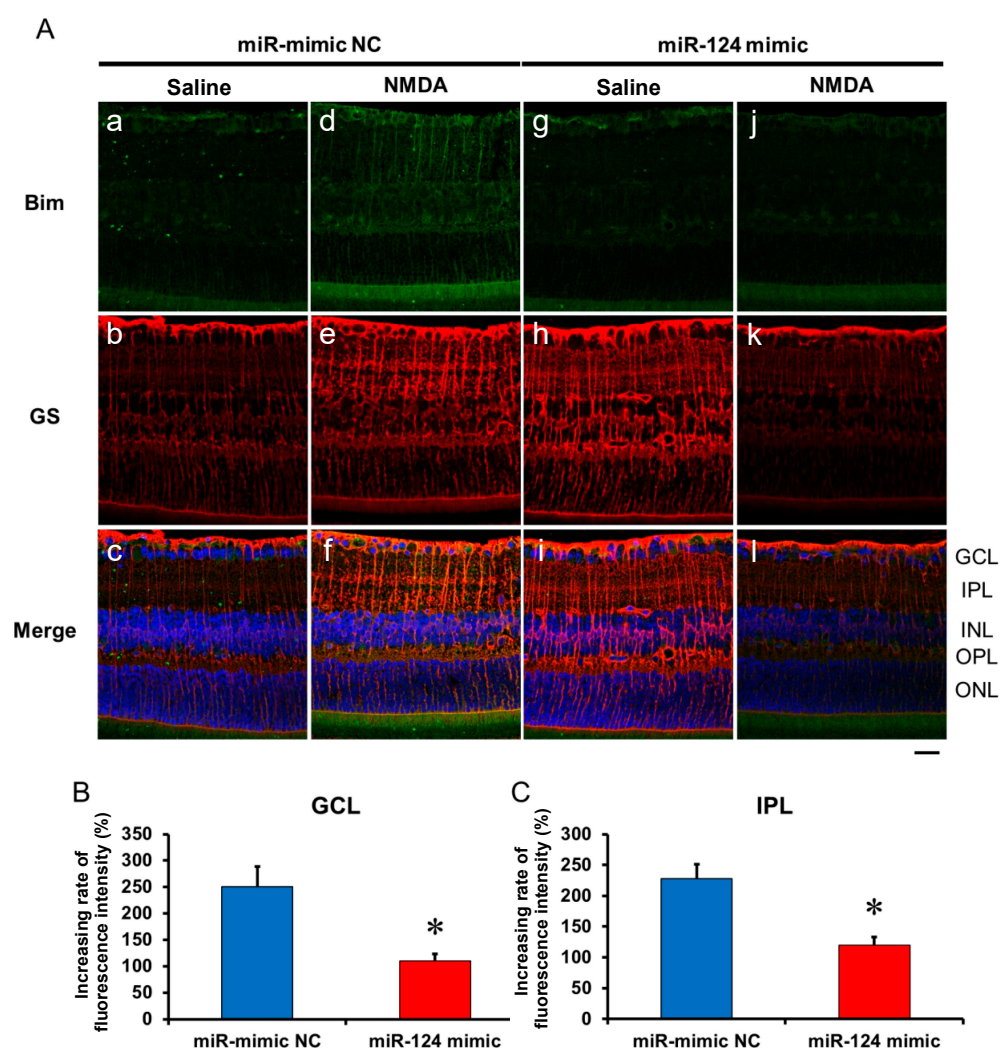 A
miR-mimic NC
miR-124 mimic
Saline
NMDA
Saline
NMDA
Bim
a
d
g
j
GS
b
e
h
k
Merge
c
f
i
l
GCL
IPL
INL
OPL
ONL
B
GCL
Increasing rate of
fluorescence intensity (%)
350
300
250
200
150
100
50
0
*
miR-mimic NC
miR-124 mimic
C
IPL
Increasing rate of
fluorescence intensity (%)
300
250
200
150
100
50
0
*
miR-mimic NC
miR-124 mimic